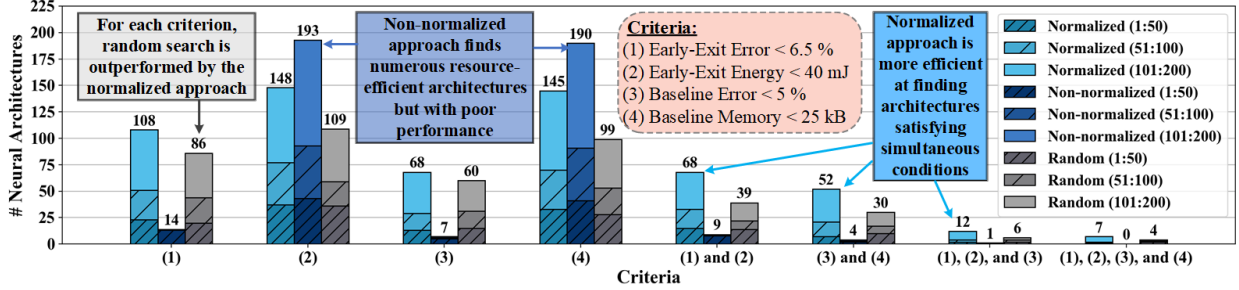 225
200
175
150
125
100
75
50
25
0
# Neural Architectures
For each criterion,
random search is
outperformed by the
normalized approach
Non-normalized
approach finds
numerous resource-
efficient architectures
but with poor
performance
Criteria:
(1) Early-Exit Error < 6.5 %
(2) Early-Exit Energy < 40 mJ
(3) Baseline Error < 5 %
(4) Baseline Memory < 25 kB
Normalized
approach is
more efficient
at finding
architectures
satisfying
simultaneous
conditions
Normalized (1:50)
Normalized (51:100)
Normalized (101:200)
Non-normalized (1:50)
Non-normalized (51:100)
Non-normalized (101:200)
Random (1:50)
Random (51:100)
Random (101:200)
108
14
86
148
193
109
68
7
60
145
190
99
68
9
39
52
4
30
12
1
6
7
0
4
(1)
(2)
(3)
(4)
(1) and (2)
(3) and (4)
(1), (2), and (3)
(1), (2), (3), and (4)
Criteria